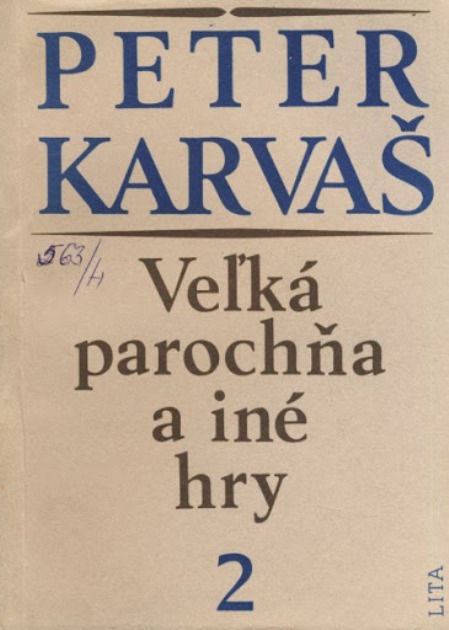 PETER
KARVAŠ
563/4
Veľká
parochňa
a iné
hry
2
LITA